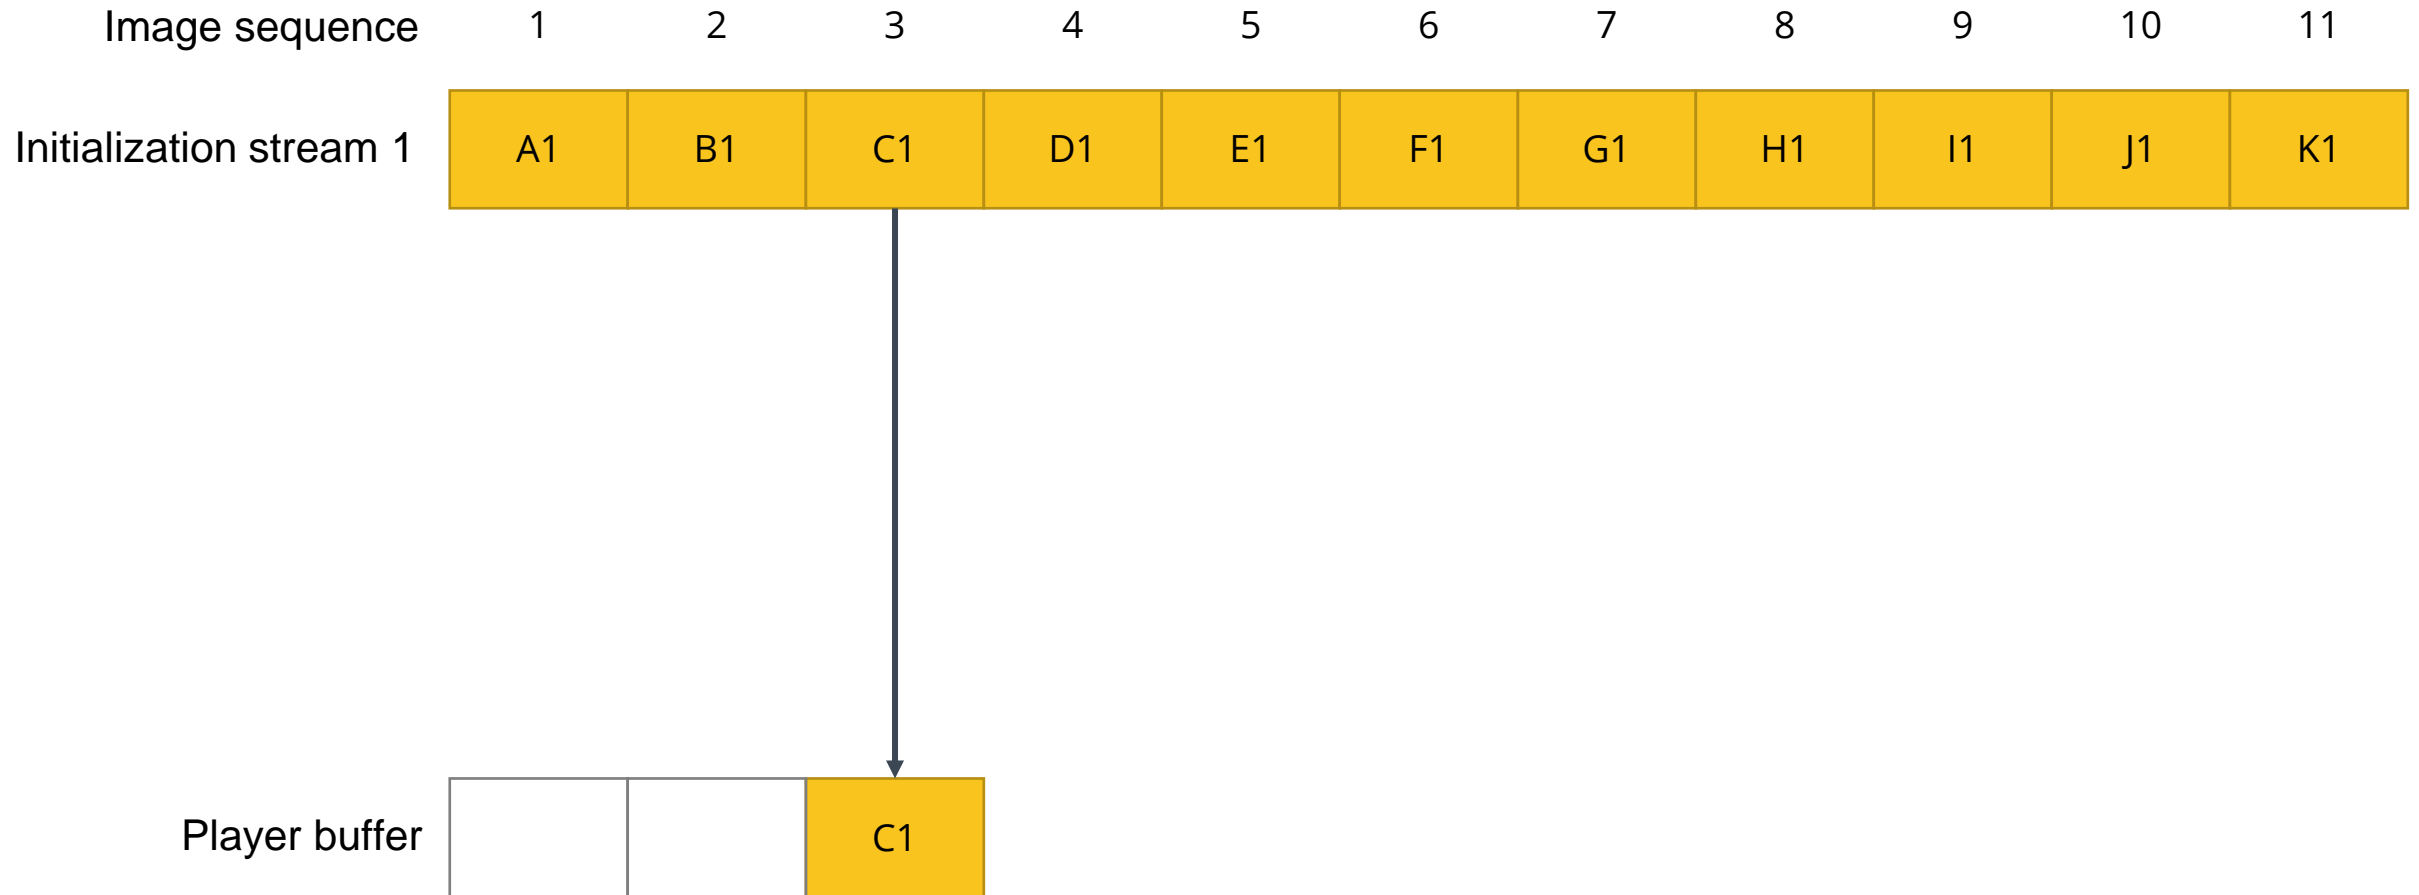 Image sequence 1 2 3 4 5 6 7 8 9 10 11
Initialization stream 1 A1 B1 C1 D1 E1 F1 G1 H1 I1 J1 K1
Player buffer C1